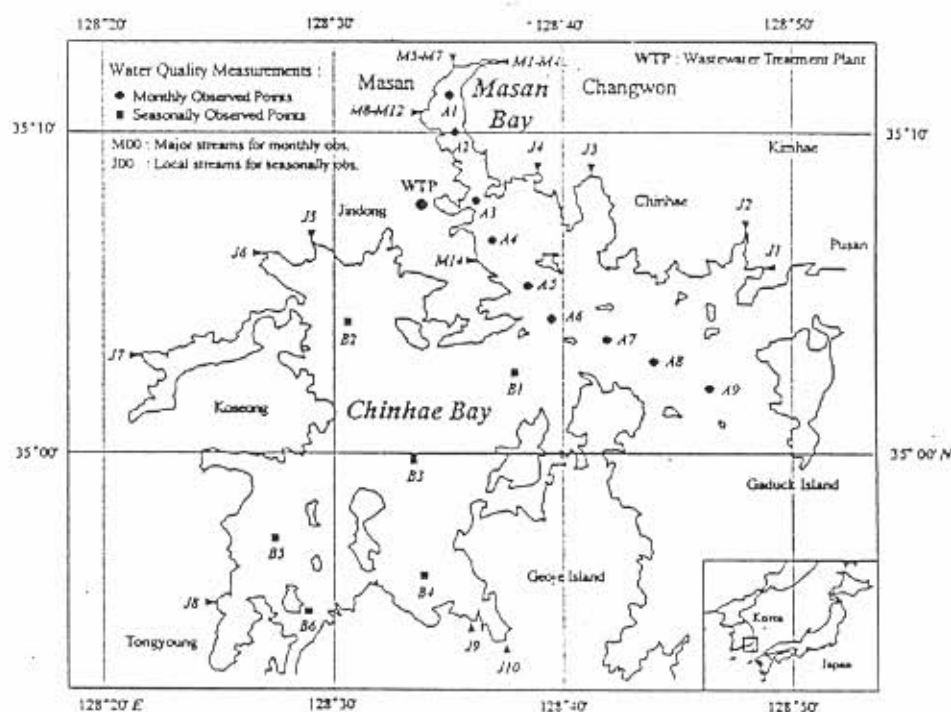 128°20' 128°30' 128°40' 128°50'
M5-M7 M1-M4 WTP : Wastewater Treatment Plant
Water Quality Measurements :
Masan Masan Changwon
Monthly Observed Points
Bay
A1
M8-M12
Seasonally Observed Points
35°10' 35°10'
M00 : Major streams for monthly obs.
A2 J4 J3 Kimhae
J00 : Local streams for seasonally obs.
WTP
Jindong A3 Chinhae J2
J5
J6 A4 J1 Pusan
M14
A5
B2 A6
A7
J7 A8
B1 A9
Koseong Chinhae Bay
35°00' 35°00' N
B3
Gaduck Island
B5
B4 Geoje Island
J8
B6 Korea
Tongyoung J9
J10 Japan
128°20' E 128°30' 128°40' 128°50'